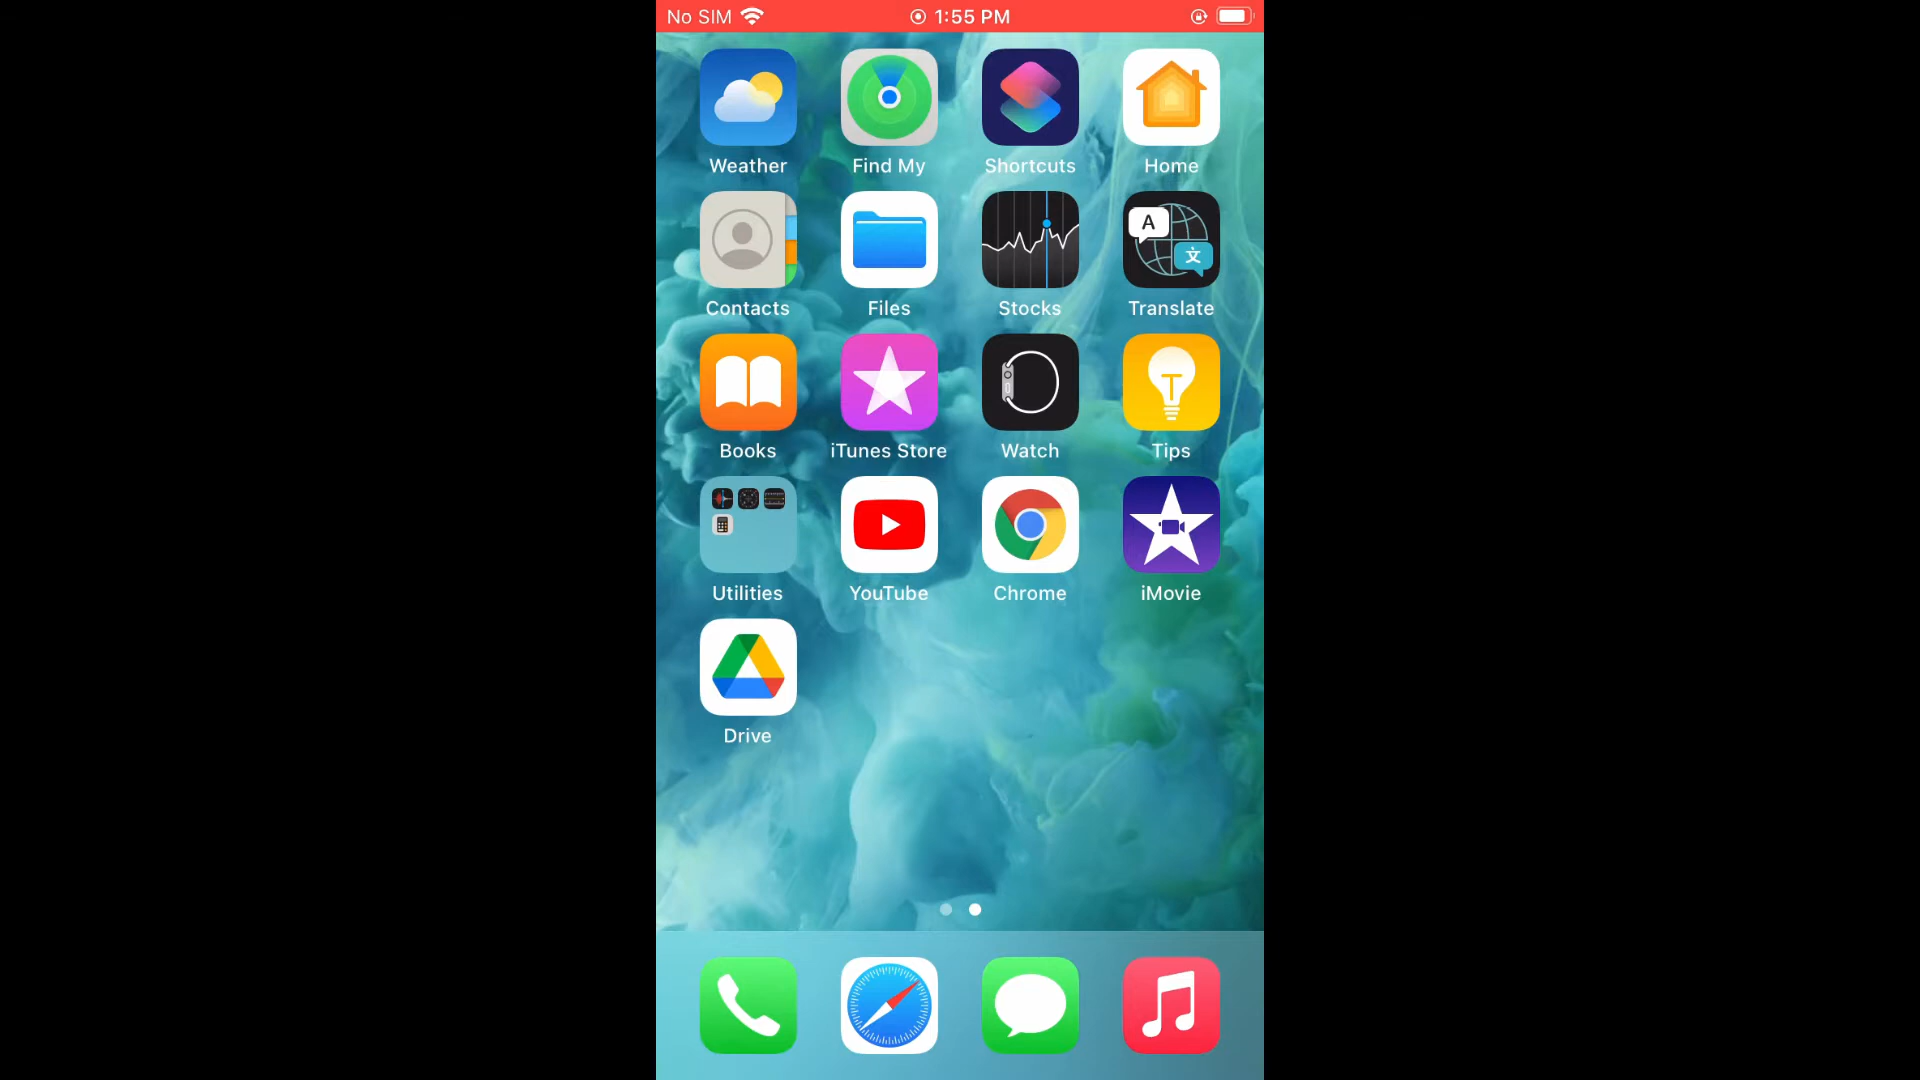 No SIM 1:55 PM
Weather Find My Shortcuts Home
A 文
Contacts Files Stocks Translate
Books iTunes Store Watch Tips
Utilities YouTube Chrome iMovie
Drive